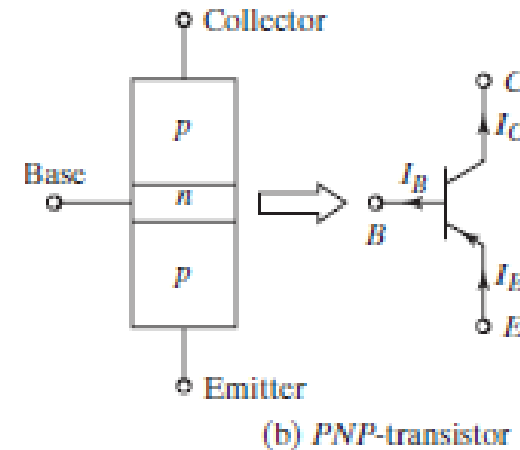 Collector
C
p
I_C
Base
n
I_B
B
p
I_E
E
Emitter
(b) PNP-transistor